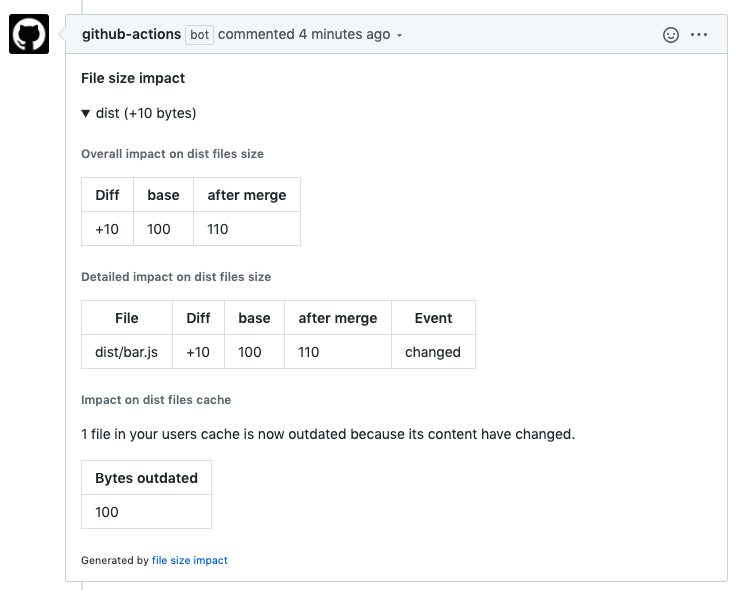 github-actions bot commented 4 minutes ago
File size impact
▼ dist (+10 bytes)
Overall impact on dist files size
Diff base after merge
+10 100 110
Detailed impact on dist files size
File Diff base after merge Event
dist/bar.js +10 100 110 changed
Impact on dist files cache
1 file in your users cache is now outdated because its content have changed.
Bytes outdated
100
Generated by file size impact